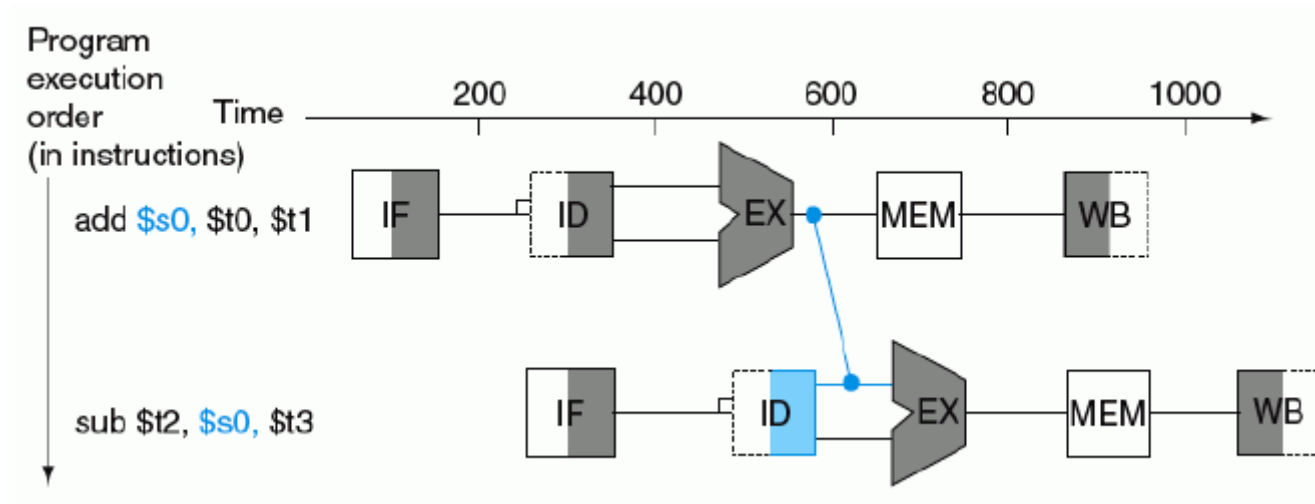 Program
execution
order
(in instructions)
Time
200 400 600 800 1000
add $s0, $t0, $t1
IF ID EX MEM WB
sub $t2, $s0, $t3
IF ID EX MEM WB